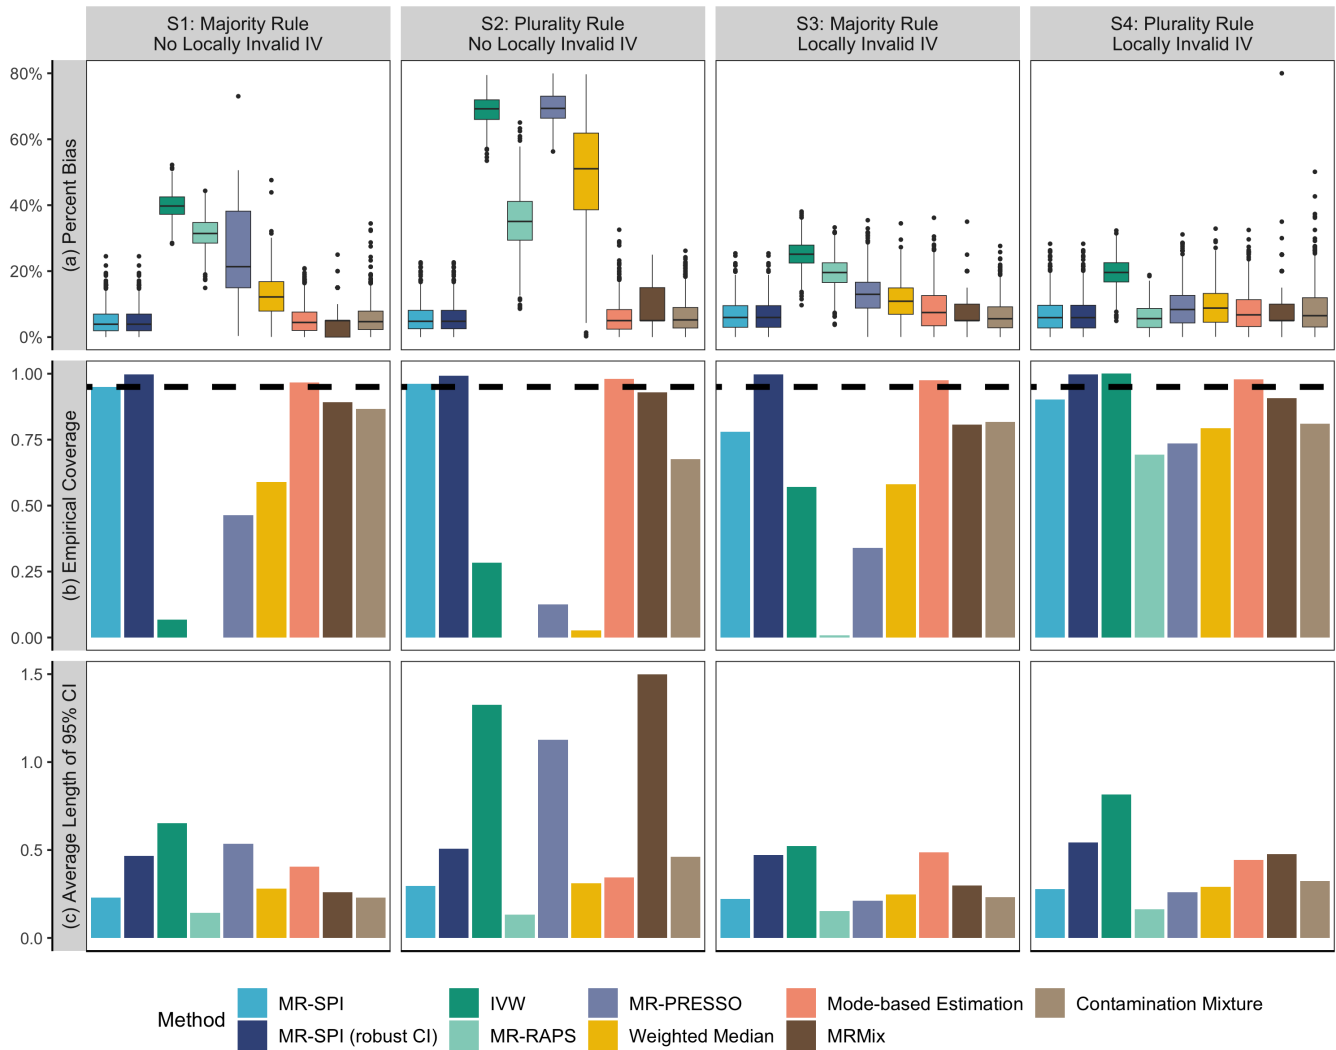 S1: Majority Rule
No Locally Invalid IV
S2: Plurality Rule
No Locally Invalid IV
S3: Majority Rule
Locally Invalid IV
S4: Plurality Rule
Locally Invalid IV
(a) Percent Bias
80%
60%
40%
20%
0%
(b) Empirical Coverage
1.00
0.75
0.50
0.25
0.00
(c) Average Length of 95% CI
1.5
1.0
0.5
0.0
Method
MR-SPI
IVW
MR-PRESSO
Mode-based Estimation
Contamination Mixture
MR-SPI (robust CI)
MR-RAPS
Weighted Median
MRMix